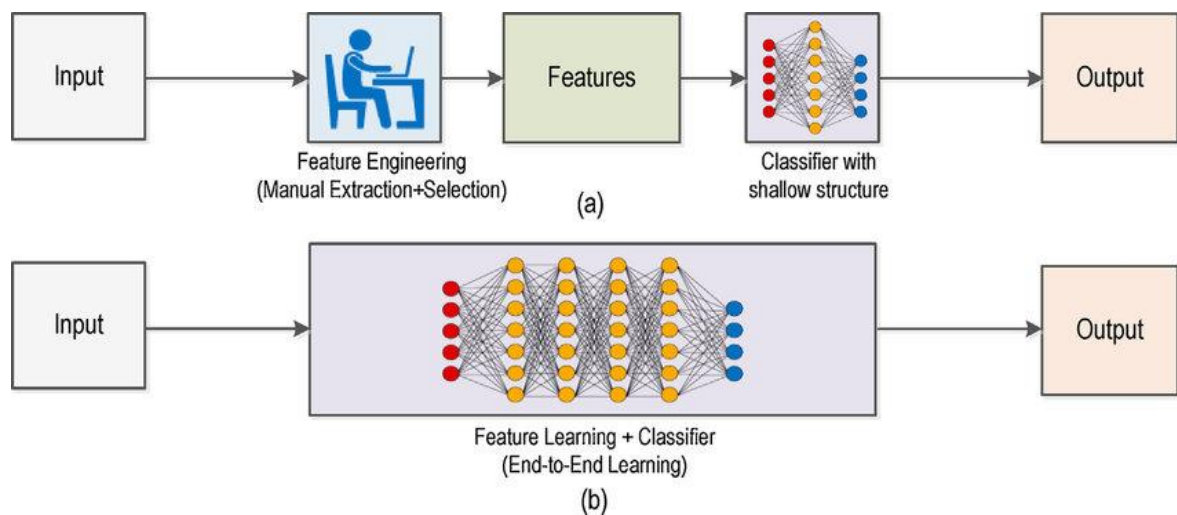 Input
Features
Output
Feature Engineering
(Manual Extraction+Selection)
Classifier with
shallow structure
(a)
Input
Output
Feature Learning + Classifier
(End-to-End Learning)
(b)